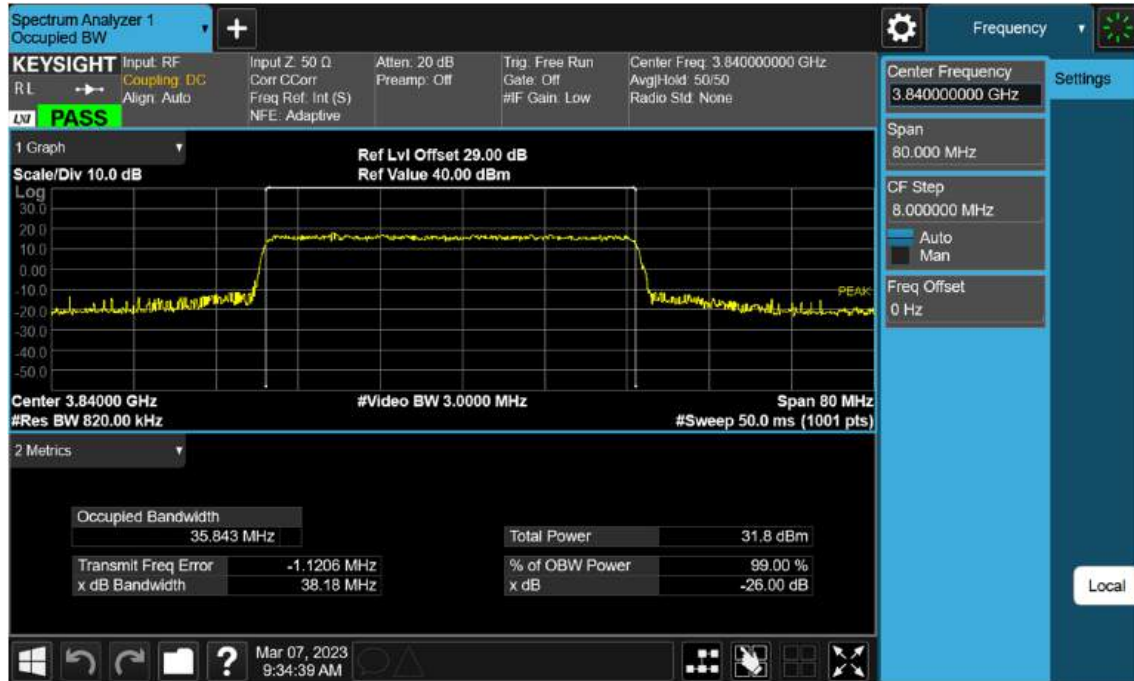 Spectrum Analyzer 1
Occupied BW
Frequency
KEYSIGHT
RL
LXI PASS
Input: RF
Coupling: DC
Align: Auto
Input Z: 50 Ω
Corr CCorr
Freq Ref: Int (S)
NFE: Adaptive
Atten: 20 dB
Preamp: Off
Trig: Free Run
Gate: Off
#IF Gain: Low
Center Freq: 3.840000000 GHz
Avg|Hold: 50/50
Radio Std: None
Center Frequency
3.840000000 GHz
Settings
Span
80.000 MHz
CF Step
8.000000 MHz
Auto
Man
Freq Offset
0 Hz
Local
1 Graph
Scale/Div 10.0 dB
Ref Lvl Offset 29.00 dB
Ref Value 40.00 dBm
Log
30.0
20.0
10.0
0.00
-10.0
-20.0
-30.0
-40.0
-50.0
PEAK
Center 3.84000 GHz
#Video BW 3.0000 MHz
Span 80 MHz
#Res BW 820.00 kHz
#Sweep 50.0 ms (1001 pts)
2 Metrics
Occupied Bandwidth
35.843 MHz
Total Power 31.8 dBm
Transmit Freq Error -1.1206 MHz
% of OBW Power 99.00 %
x dB Bandwidth 38.18 MHz
x dB -26.00 dB
?
Mar 07, 2023
9:34:39 AM